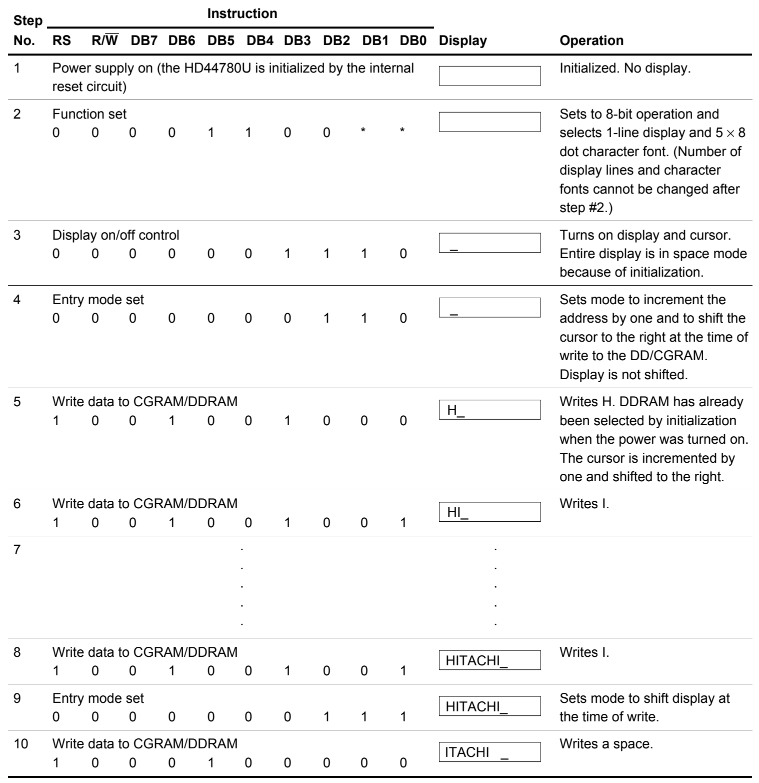 Step Instruction
No. RS R/W̅ DB7 DB6 DB5 DB4 DB3 DB2 DB1 DB0 Display Operation
1 Power supply on (the HD44780U is initialized by the internal reset circuit) Initialized. No display.
2 Function set
0 0 0 0 1 1 0 0 * *
Sets to 8-bit operation and
selects 1-line display and 5 × 8
dot character font. (Number of
display lines and character
fonts cannot be changed after
step #2.)
3 Display on/off control
0 0 0 0 0 0 1 1 1 0
_
Turns on display and cursor.
Entire display is in space mode
because of initialization.
4 Entry mode set
0 0 0 0 0 0 0 1 1 0
_
Sets mode to increment the
address by one and to shift the
cursor to the right at the time of
write to the DD/CGRAM.
Display is not shifted.
5 Write data to CGRAM/DDRAM
1 0 0 1 0 0 1 0 0 0
H_
Writes H. DDRAM has already
been selected by initialization
when the power was turned on.
The cursor is incremented by
one and shifted to the right.
6 Write data to CGRAM/DDRAM
1 0 0 1 0 0 1 0 0 1
HI_
Writes I.
7
. .
. .
. .
. .
. .
8 Write data to CGRAM/DDRAM
1 0 0 1 0 0 1 0 0 1
HITACHI_
Writes I.
9 Entry mode set
0 0 0 0 0 0 0 1 1 1
HITACHI_
Sets mode to shift display at
the time of write.
10 Write data to CGRAM/DDRAM
1 0 0 0 1 0 0 0 0 0
ITACHI _
Writes a space.